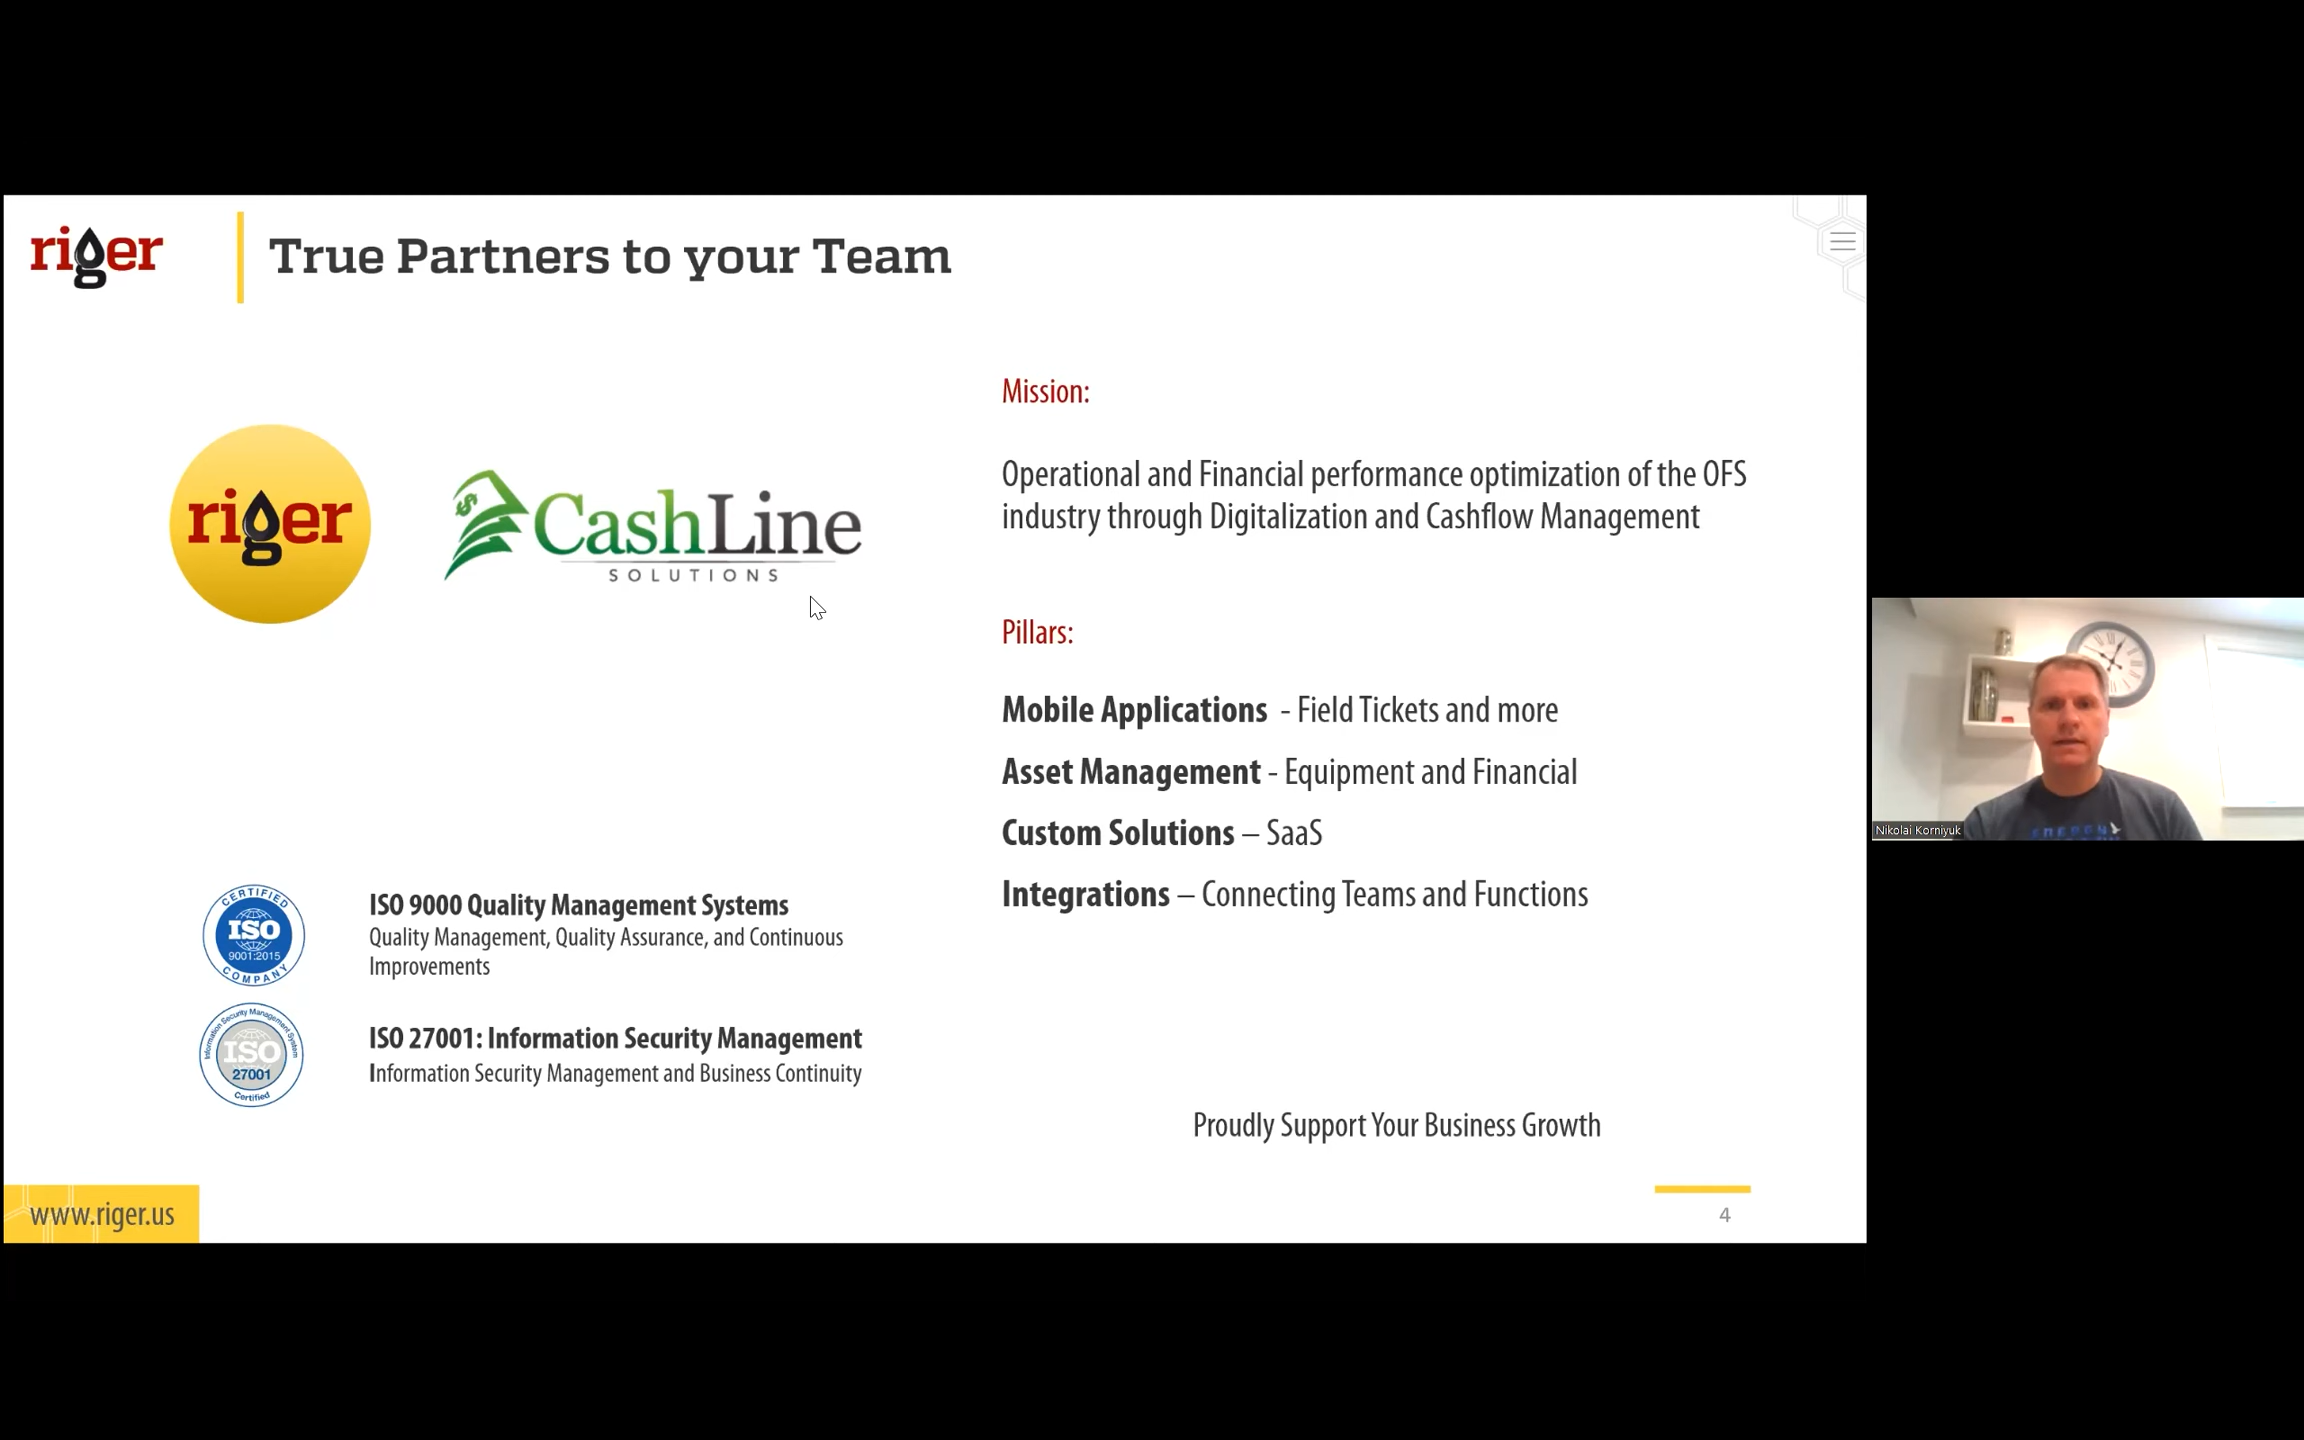 riger
True Partners to your Team
riger
CashLine
SOLUTIONS
Mission:
Operational and Financial performance optimization of the OFS
industry through Digitalization and Cashflow Management
Pillars:
Mobile Applications - Field Tickets and more
Asset Management - Equipment and Financial
Custom Solutions – SaaS
Integrations – Connecting Teams and Functions
CERTIFIED
ISO
9001:2015
COMPANY
ISO 9000 Quality Management Systems
Quality Management, Quality Assurance, and Continuous
Improvements
Information Security Management System
ISO
27001
Certified
ISO 27001: Information Security Management
Information Security Management and Business Continuity
Proudly Support Your Business Growth
www.riger.us
4
Nikolai Korniyuk
ENERGY